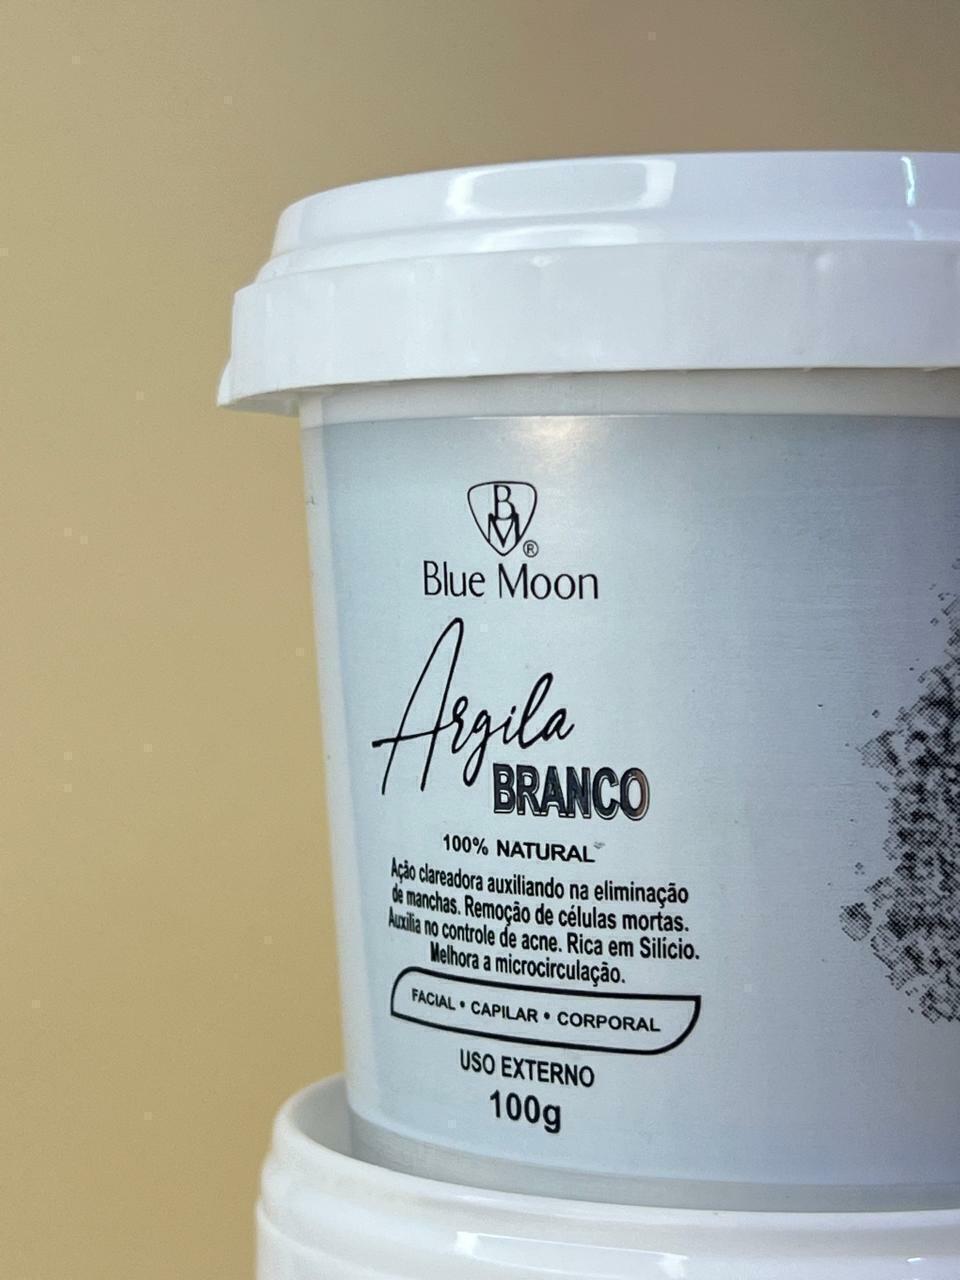 BM®
Blue Moon
Argila
BRANCO
100% NATURAL
Ação clareadora auxiliando na eliminação
de manchas. Remoção de células mortas.
Auxilia no controle de acne. Rica em Silício.
Melhora a microcirculação.
FACIAL • CAPILAR • CORPORAL
USO EXTERNO
100g